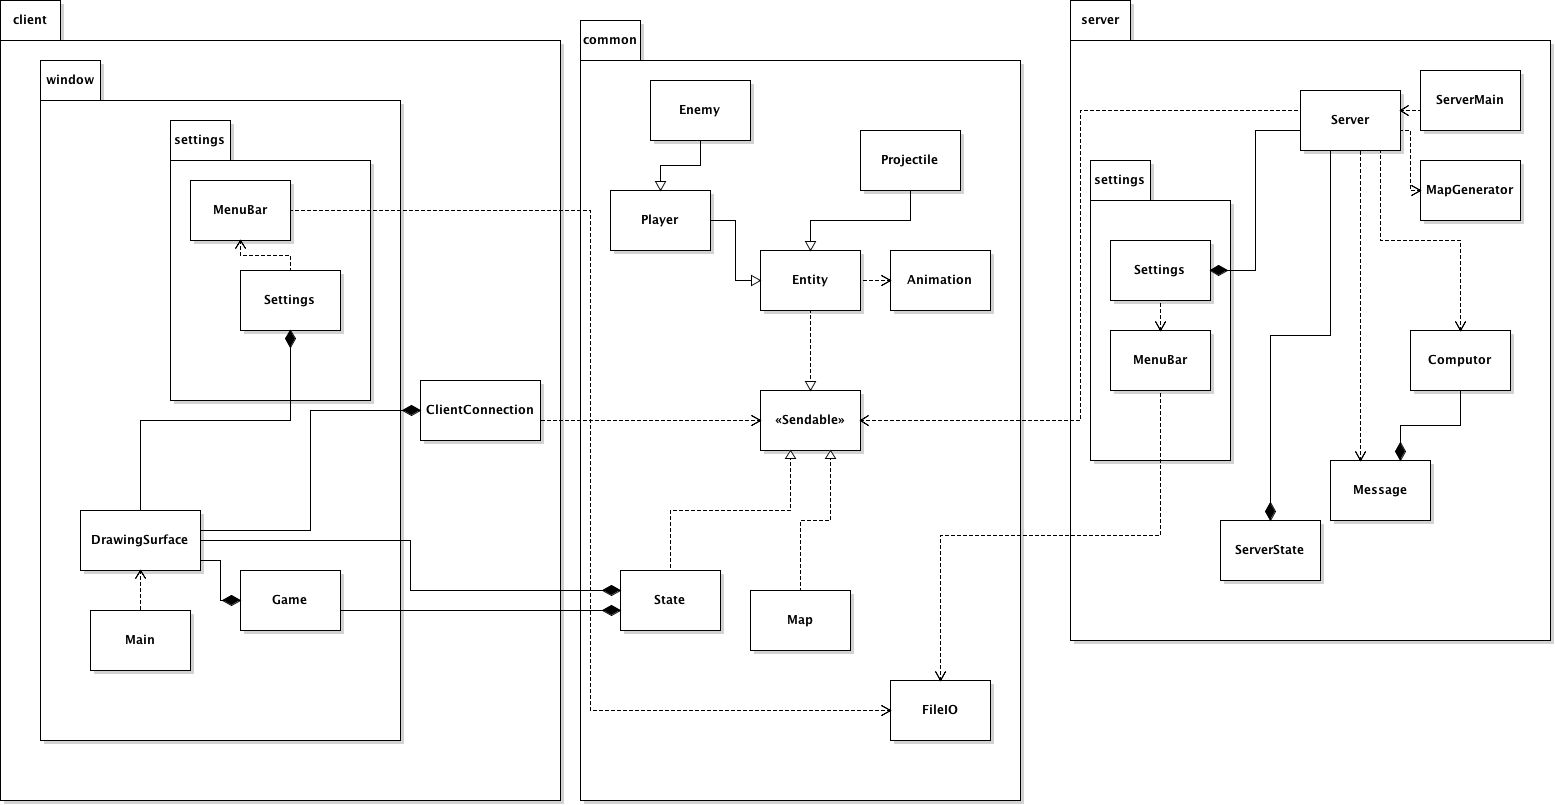 client
window
settings
MenuBar
Settings
ClientConnection
DrawingSurface
Game
Main
common
Enemy
Projectile
Player
Entity
Animation
«Sendable»
State
Map
FileIO
server
Server
ServerMain
MapGenerator
settings
Settings
MenuBar
Computor
Message
ServerState